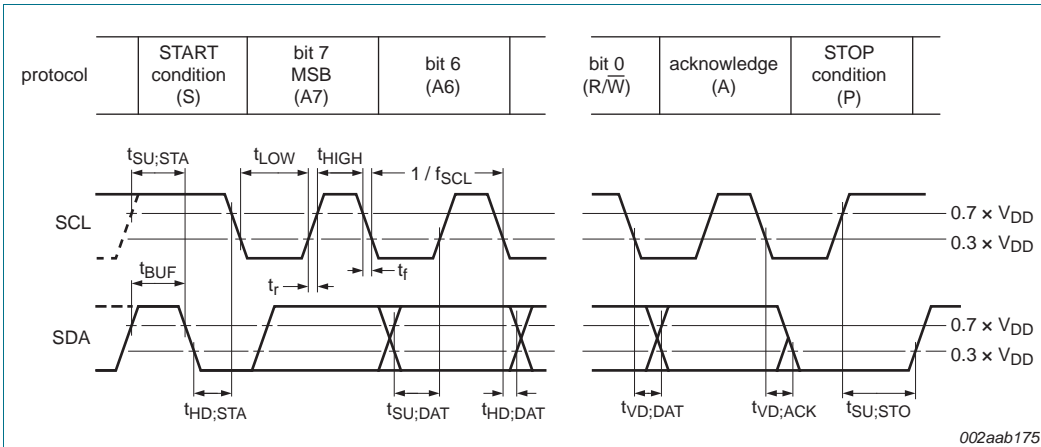 protocol
START
condition
(S)
bit 7
MSB
(A7)
bit 6
(A6)
bit 0
(R/W̅)
acknowledge
(A)
STOP
condition
(P)
tSU;STA
tLOW
tHIGH
1 / fSCL
SCL
0.7 × VDD
0.3 × VDD
tBUF
tr
tf
SDA
0.7 × VDD
0.3 × VDD
tHD;STA
tSU;DAT
tHD;DAT
tVD;DAT
tVD;ACK
tSU;STO
002aab175